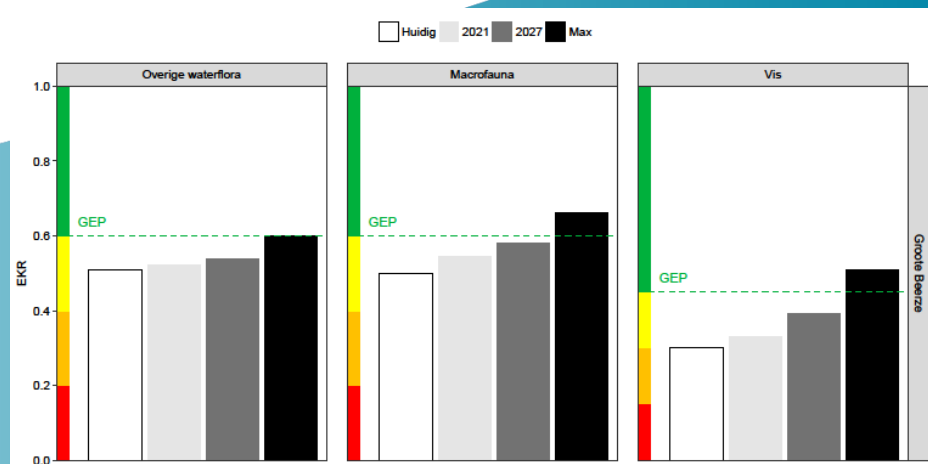 Huidig 2021 2027 Max
Overige waterflora Macrofauna Vis
1.0
0.8
GEP GEP
0.6
GEP
EKR
Groote Beerze
0.4
0.2
0.0